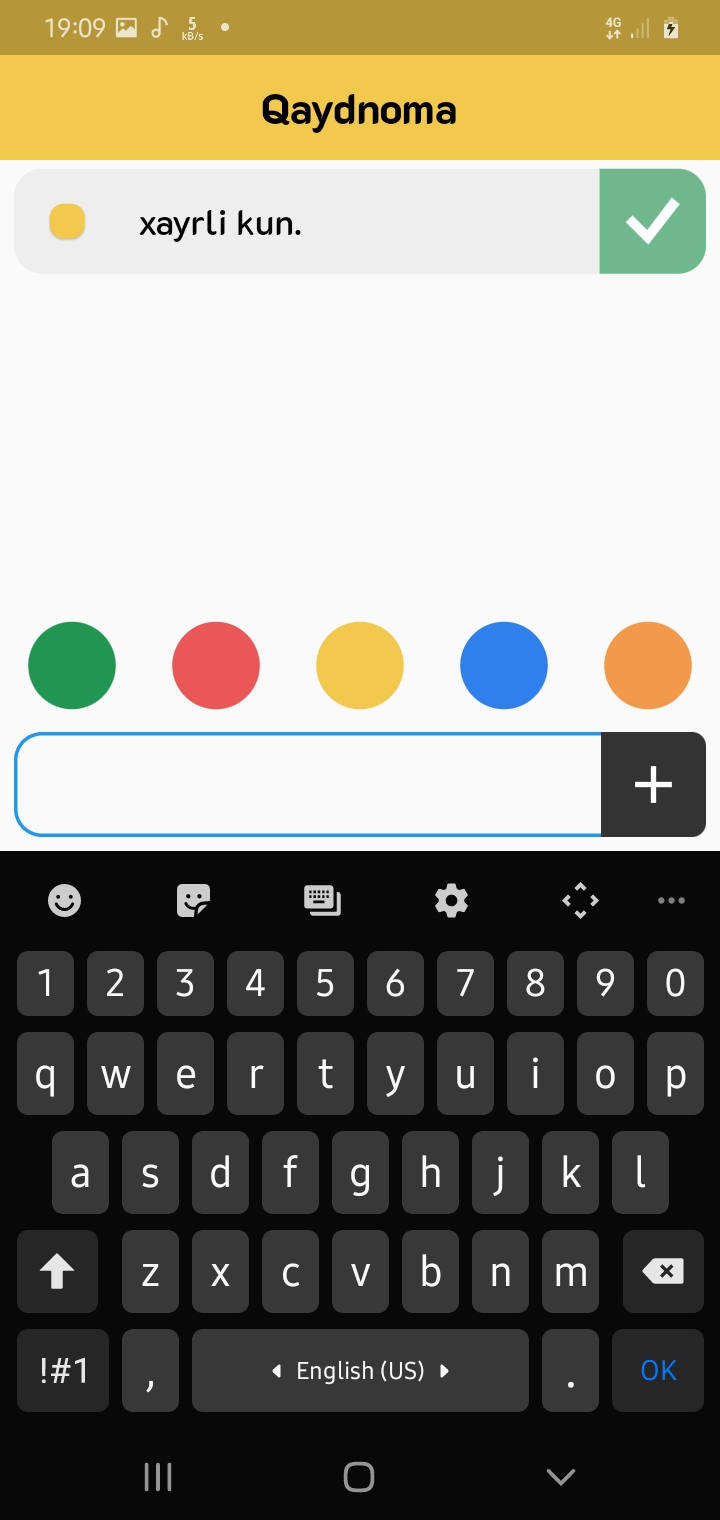 19:09 5 kB/s 4G
Qaydnoma
xayrli kun.
1 2 3 4 5 6 7 8 9 0
q w e r t y u i o p
a s d f g h j k l
z x c v b n m
!#1 , English (US) . OK